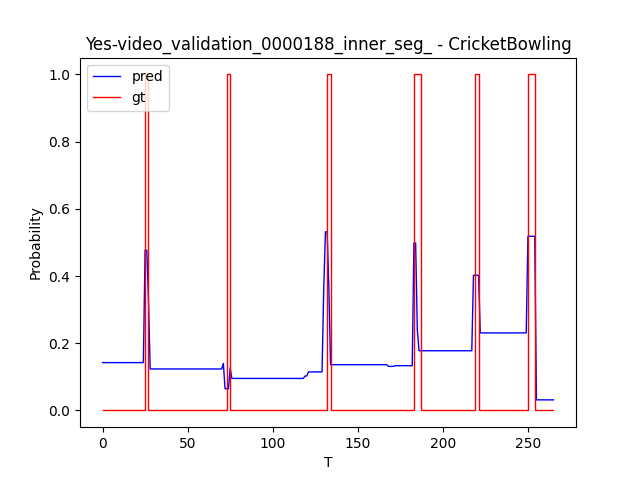 Yes-video_validation_0000188_inner_seg_ - CricketBowling
pred
gt
1.0
0.8
0.6
0.4
0.2
0.0
Probability
0
50
100
150
200
250
T